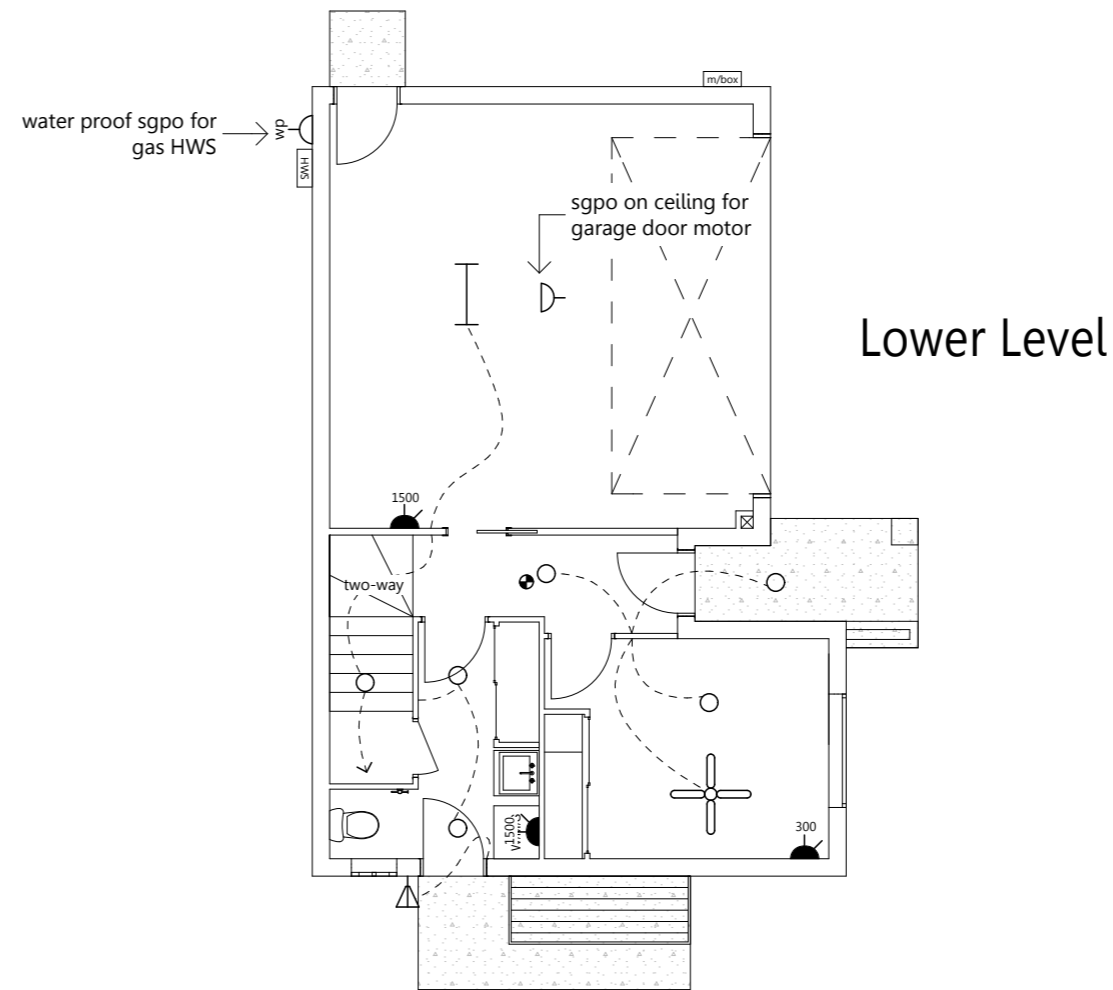 m/box
water proof sgpo for
gas HWS
wp
HWS
sgpo on ceiling for
garage door motor
Lower Level
1500
two-way
1500
300